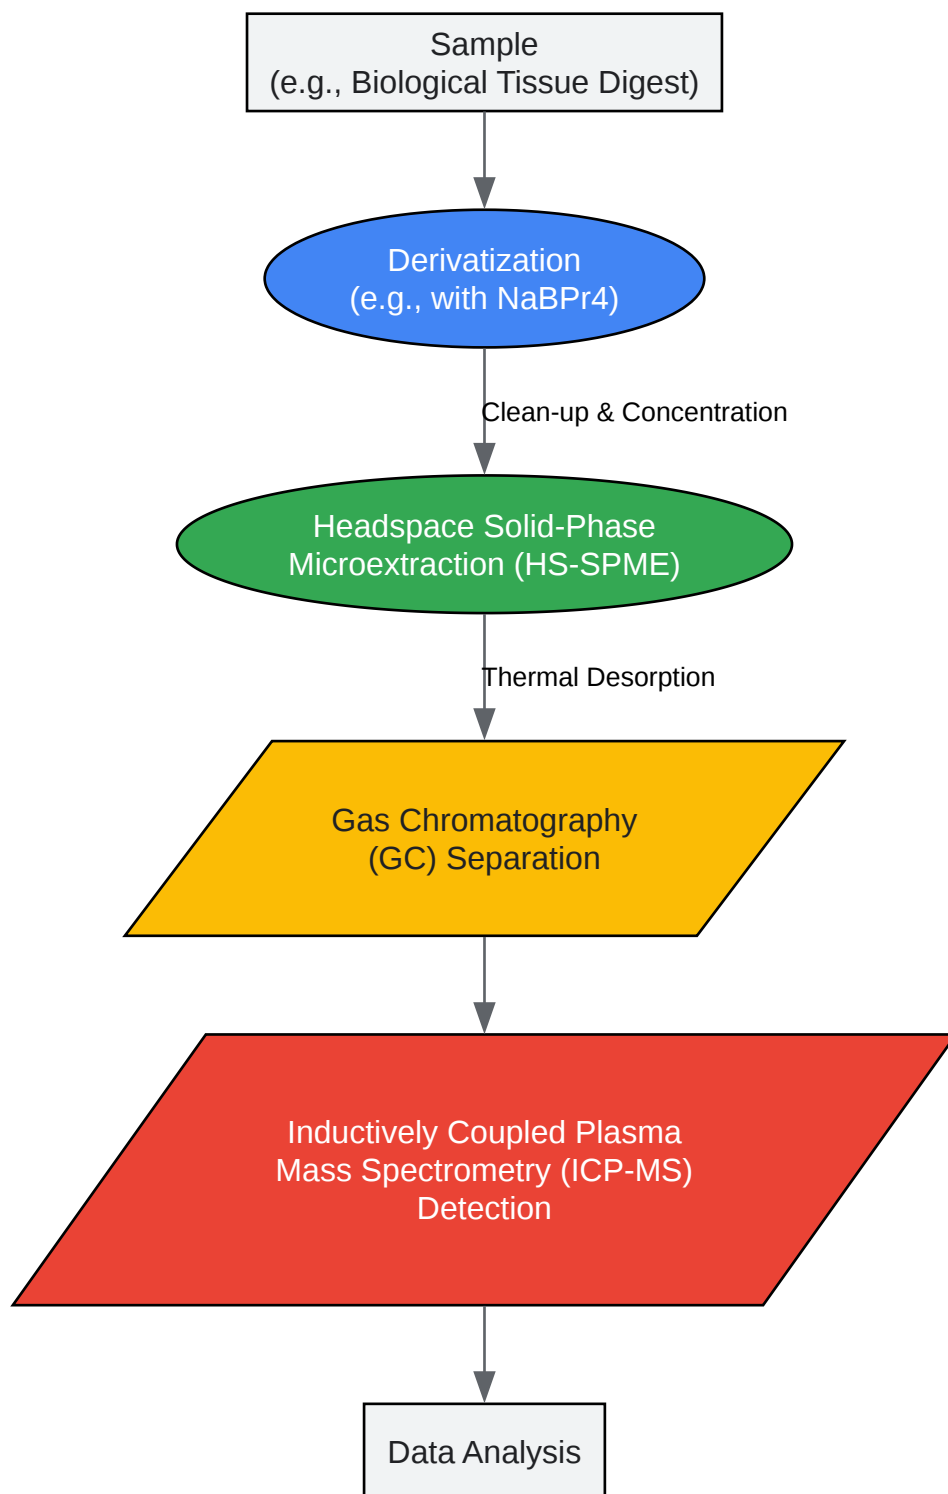 Sample
(e.g., Biological Tissue Digest)
Derivatization
(e.g., with NaBPr4)
Clean-up & Concentration
Headspace Solid-Phase
Microextraction (HS-SPME)
Thermal Desorption
Gas Chromatography
(GC) Separation
Inductively Coupled Plasma
Mass Spectrometry (ICP-MS)
Detection
Data Analysis